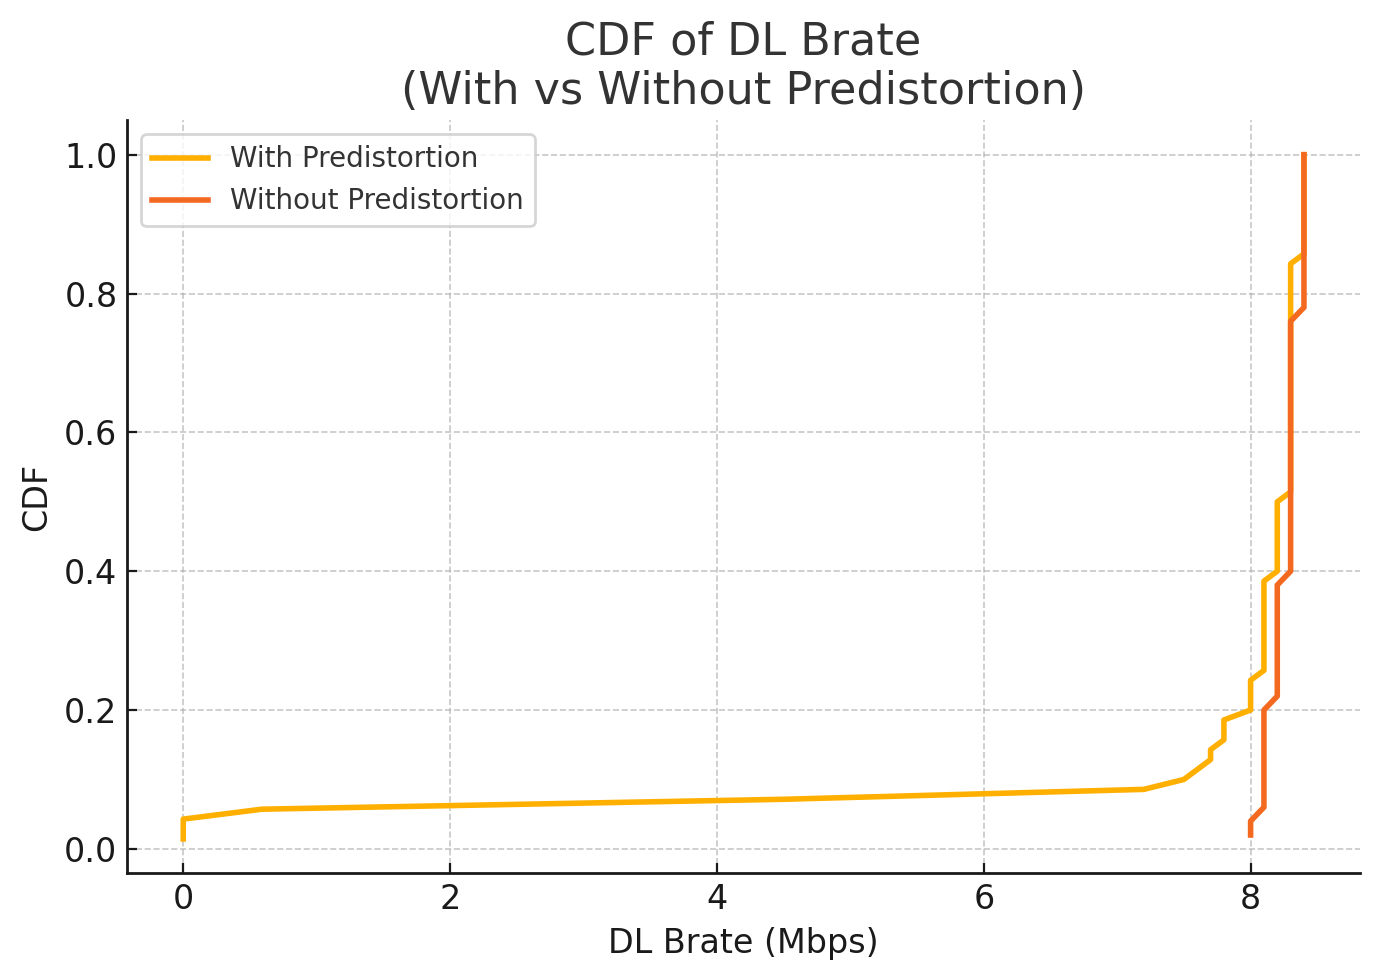 CDF of DL Brate
(With vs Without Predistortion)
With Predistortion
Without Predistortion
1.0
0.8
0.6
0.4
0.2
0.0
CDF
0 2 4 6 8
DL Brate (Mbps)